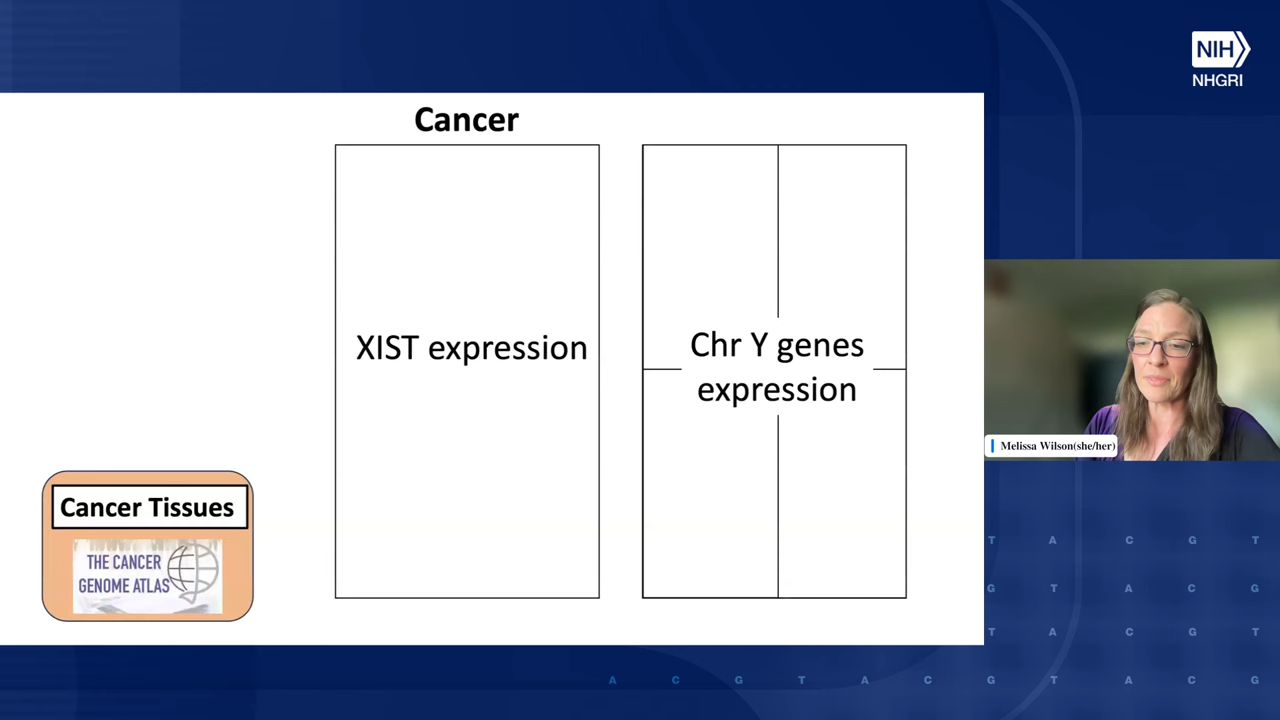 NIH
NHGRI
Cancer
XIST expression
Chr Y genes
expression
Cancer Tissues
THE CANCER
GENOME ATLAS
Melissa Wilson(she/her)
T A C G T
G T A C G
T A C G T
A C G T A C G T A C G